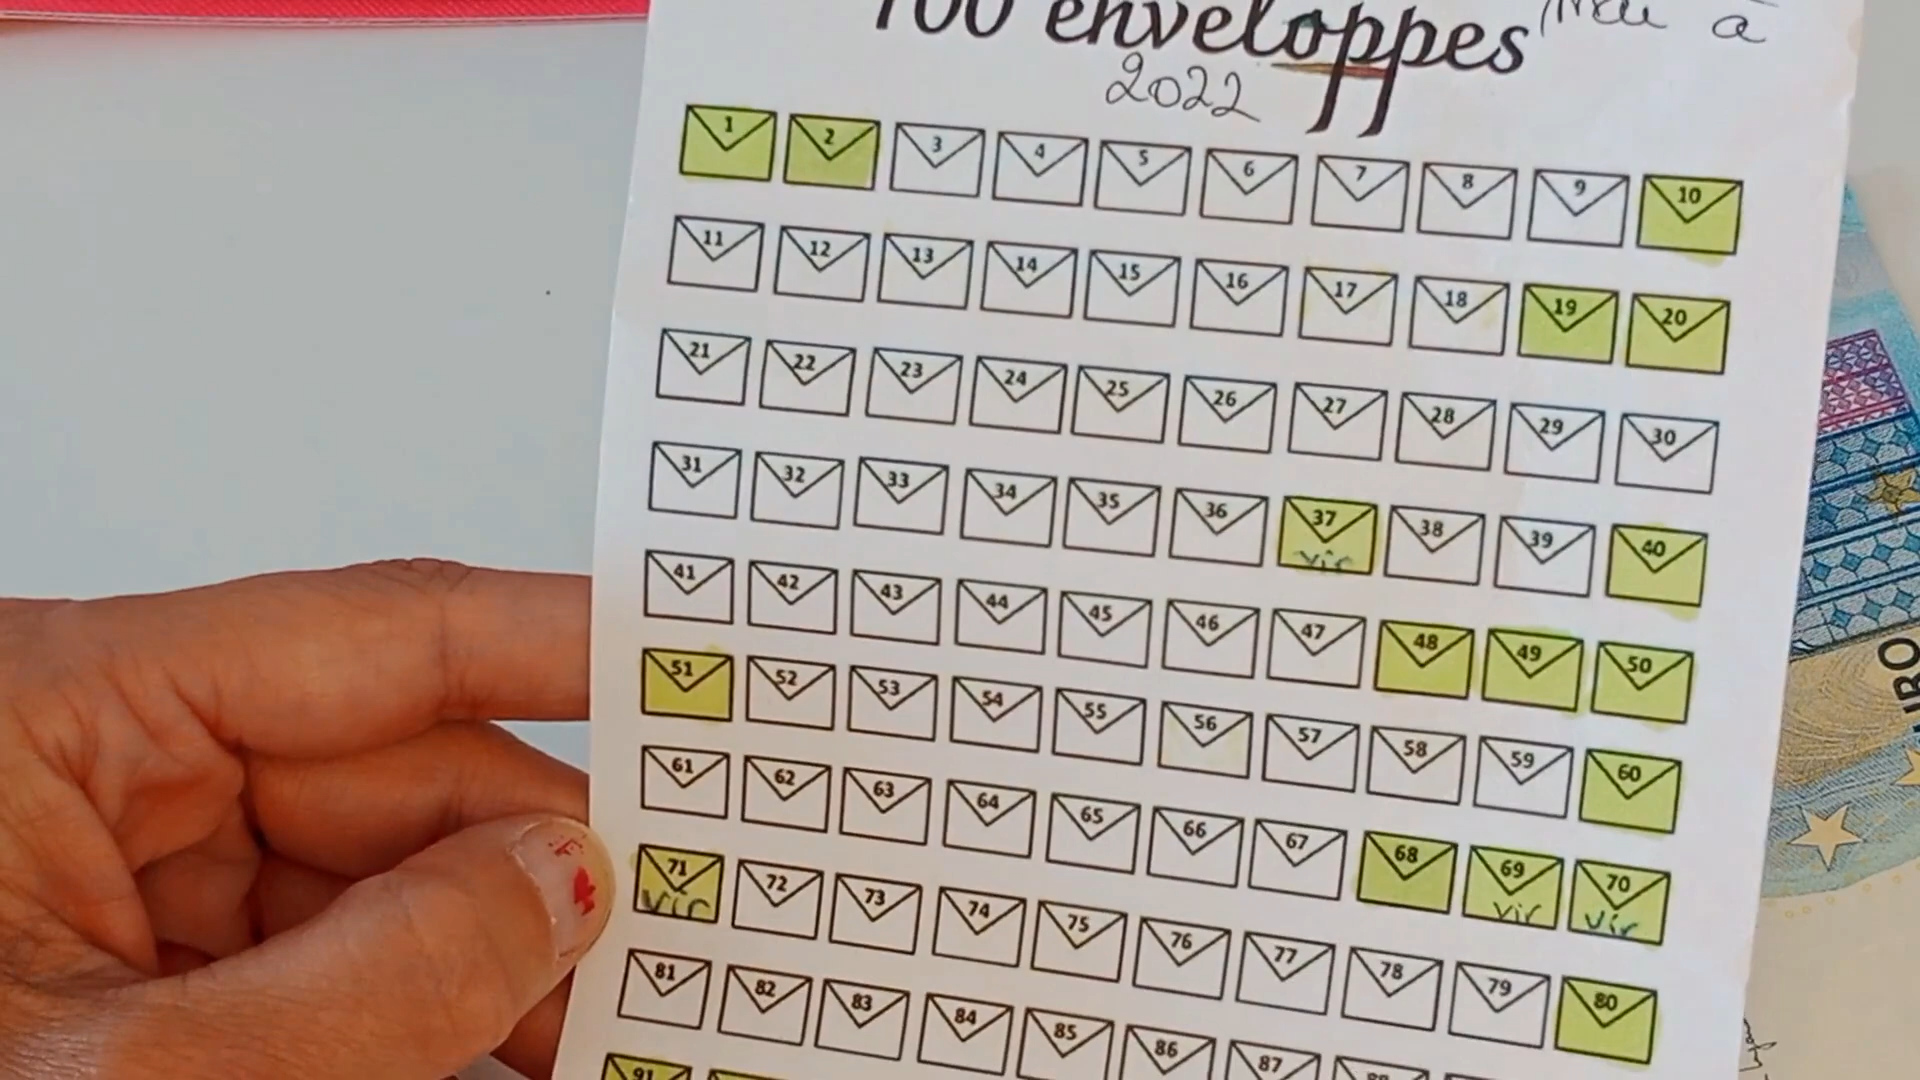 100 enveloppes
à
2022
1 2 3 4 5 6 7 8 9 10
11 12 13 14 15 16 17 18 19 20
21 22 23 24 25 26 27 28 29 30
31 32 33 34 35 36 37 38 39 40
vir
41 42 43 44 45 46 47 48 49 50
51 52 53 54 55 56 57 58 59 60
61 62 63 64 65 66 67 68 69 70
vir vir
71 72 73 74 75 76 77 78 79 80
vir
81 82 83 84 85 86 87
91